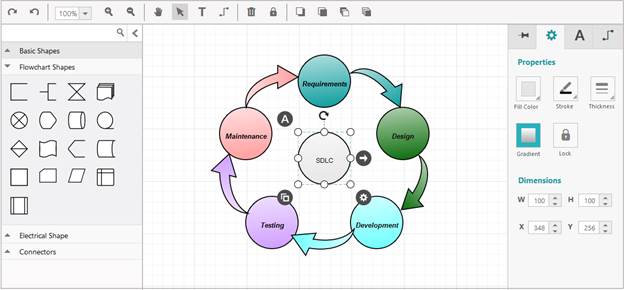 100%
T
A
Basic Shapes
Flowchart Shapes
Electrical Shape
Connectors
Requirements
Maintenance
A
Design
SDLC
Testing
Development
Properties
Fill Color
Stroke
Thickness
Gradient
Lock
Dimensions
W 100 H 100
X 348 Y 256